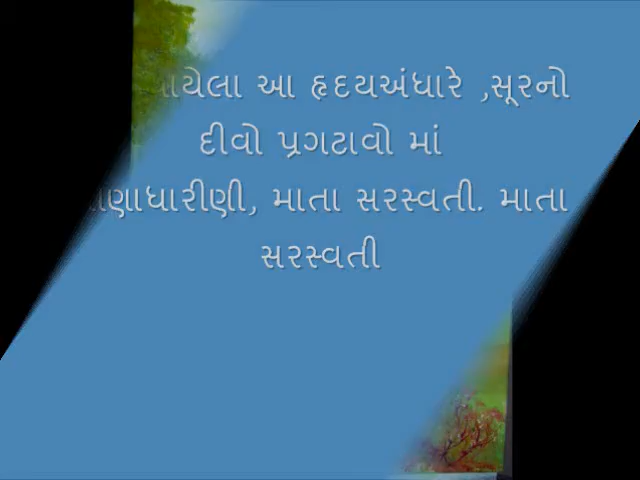 આ હૃદયઅંધારે ,સૂરનો
દીવો પ્રગટાવો માં
માતા સરસ્વતી. માતા
સરસ્વતી